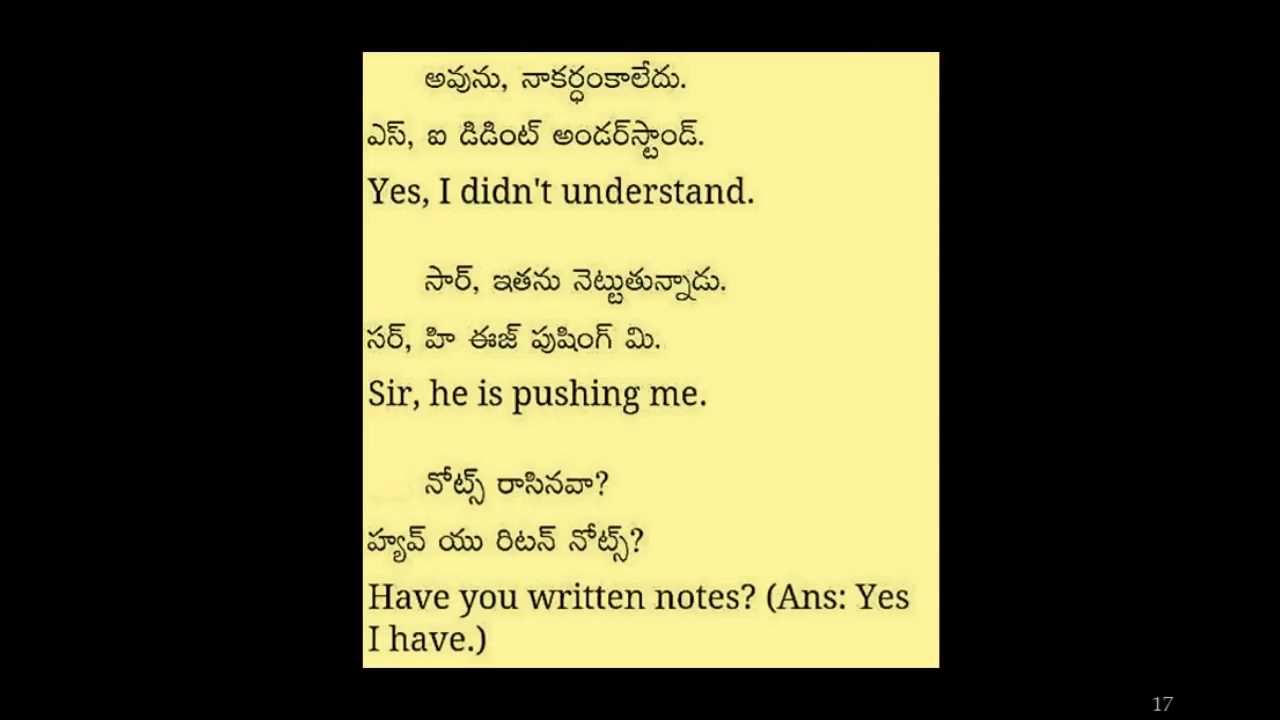 అవును, నాకర్ధంకాలేదు.
ఎస్, ఐ డిడింట్ అండర్‌స్టాండ్.
Yes, I didn't understand.
సార్, ఇతను నెట్టుతున్నాడు.
సర్, హి ఈజ్ పుషింగ్ మి.
Sir, he is pushing me.
నోట్స్ రాసినవా?
హ్యవ్ యు రిటన్ నోట్స్?
Have you written notes? (Ans: Yes
I have.)
17